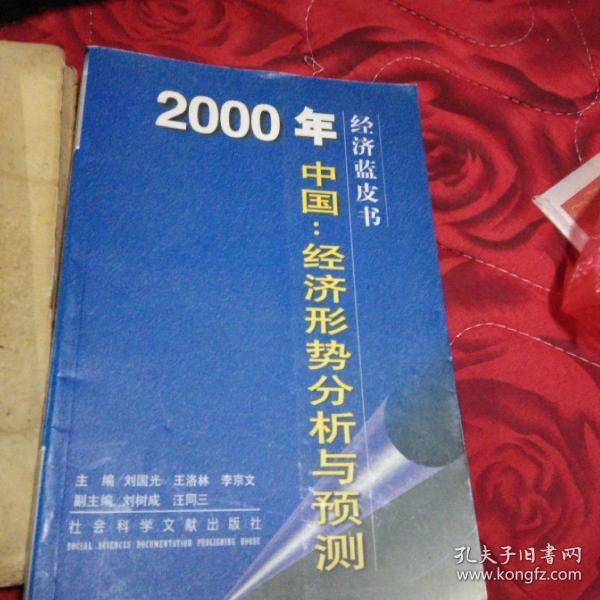 2000年
经济蓝皮书
中国：经济形势分析与预测
主 编 刘国光 王洛林 李京文
副主编 刘树成 汪同三
社会科学文献出版社
SOCIAL SCIENCES DOCUMENTATION PUBLISHING HOUSE
孔夫子旧书网
www.kongfz.com